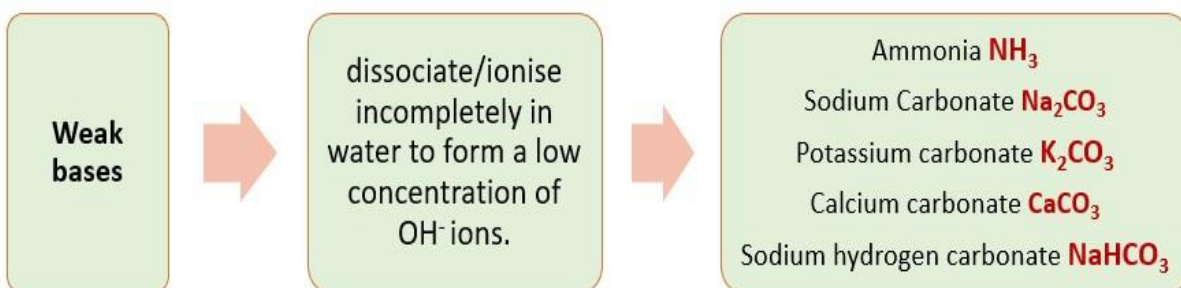 Weak
bases
dissociate/ionise
incompletely in
water to form a low
concentration of
OH⁻ ions.
Ammonia NH₃
Sodium Carbonate Na₂CO₃
Potassium carbonate K₂CO₃
Calcium carbonate CaCO₃
Sodium hydrogen carbonate NaHCO₃